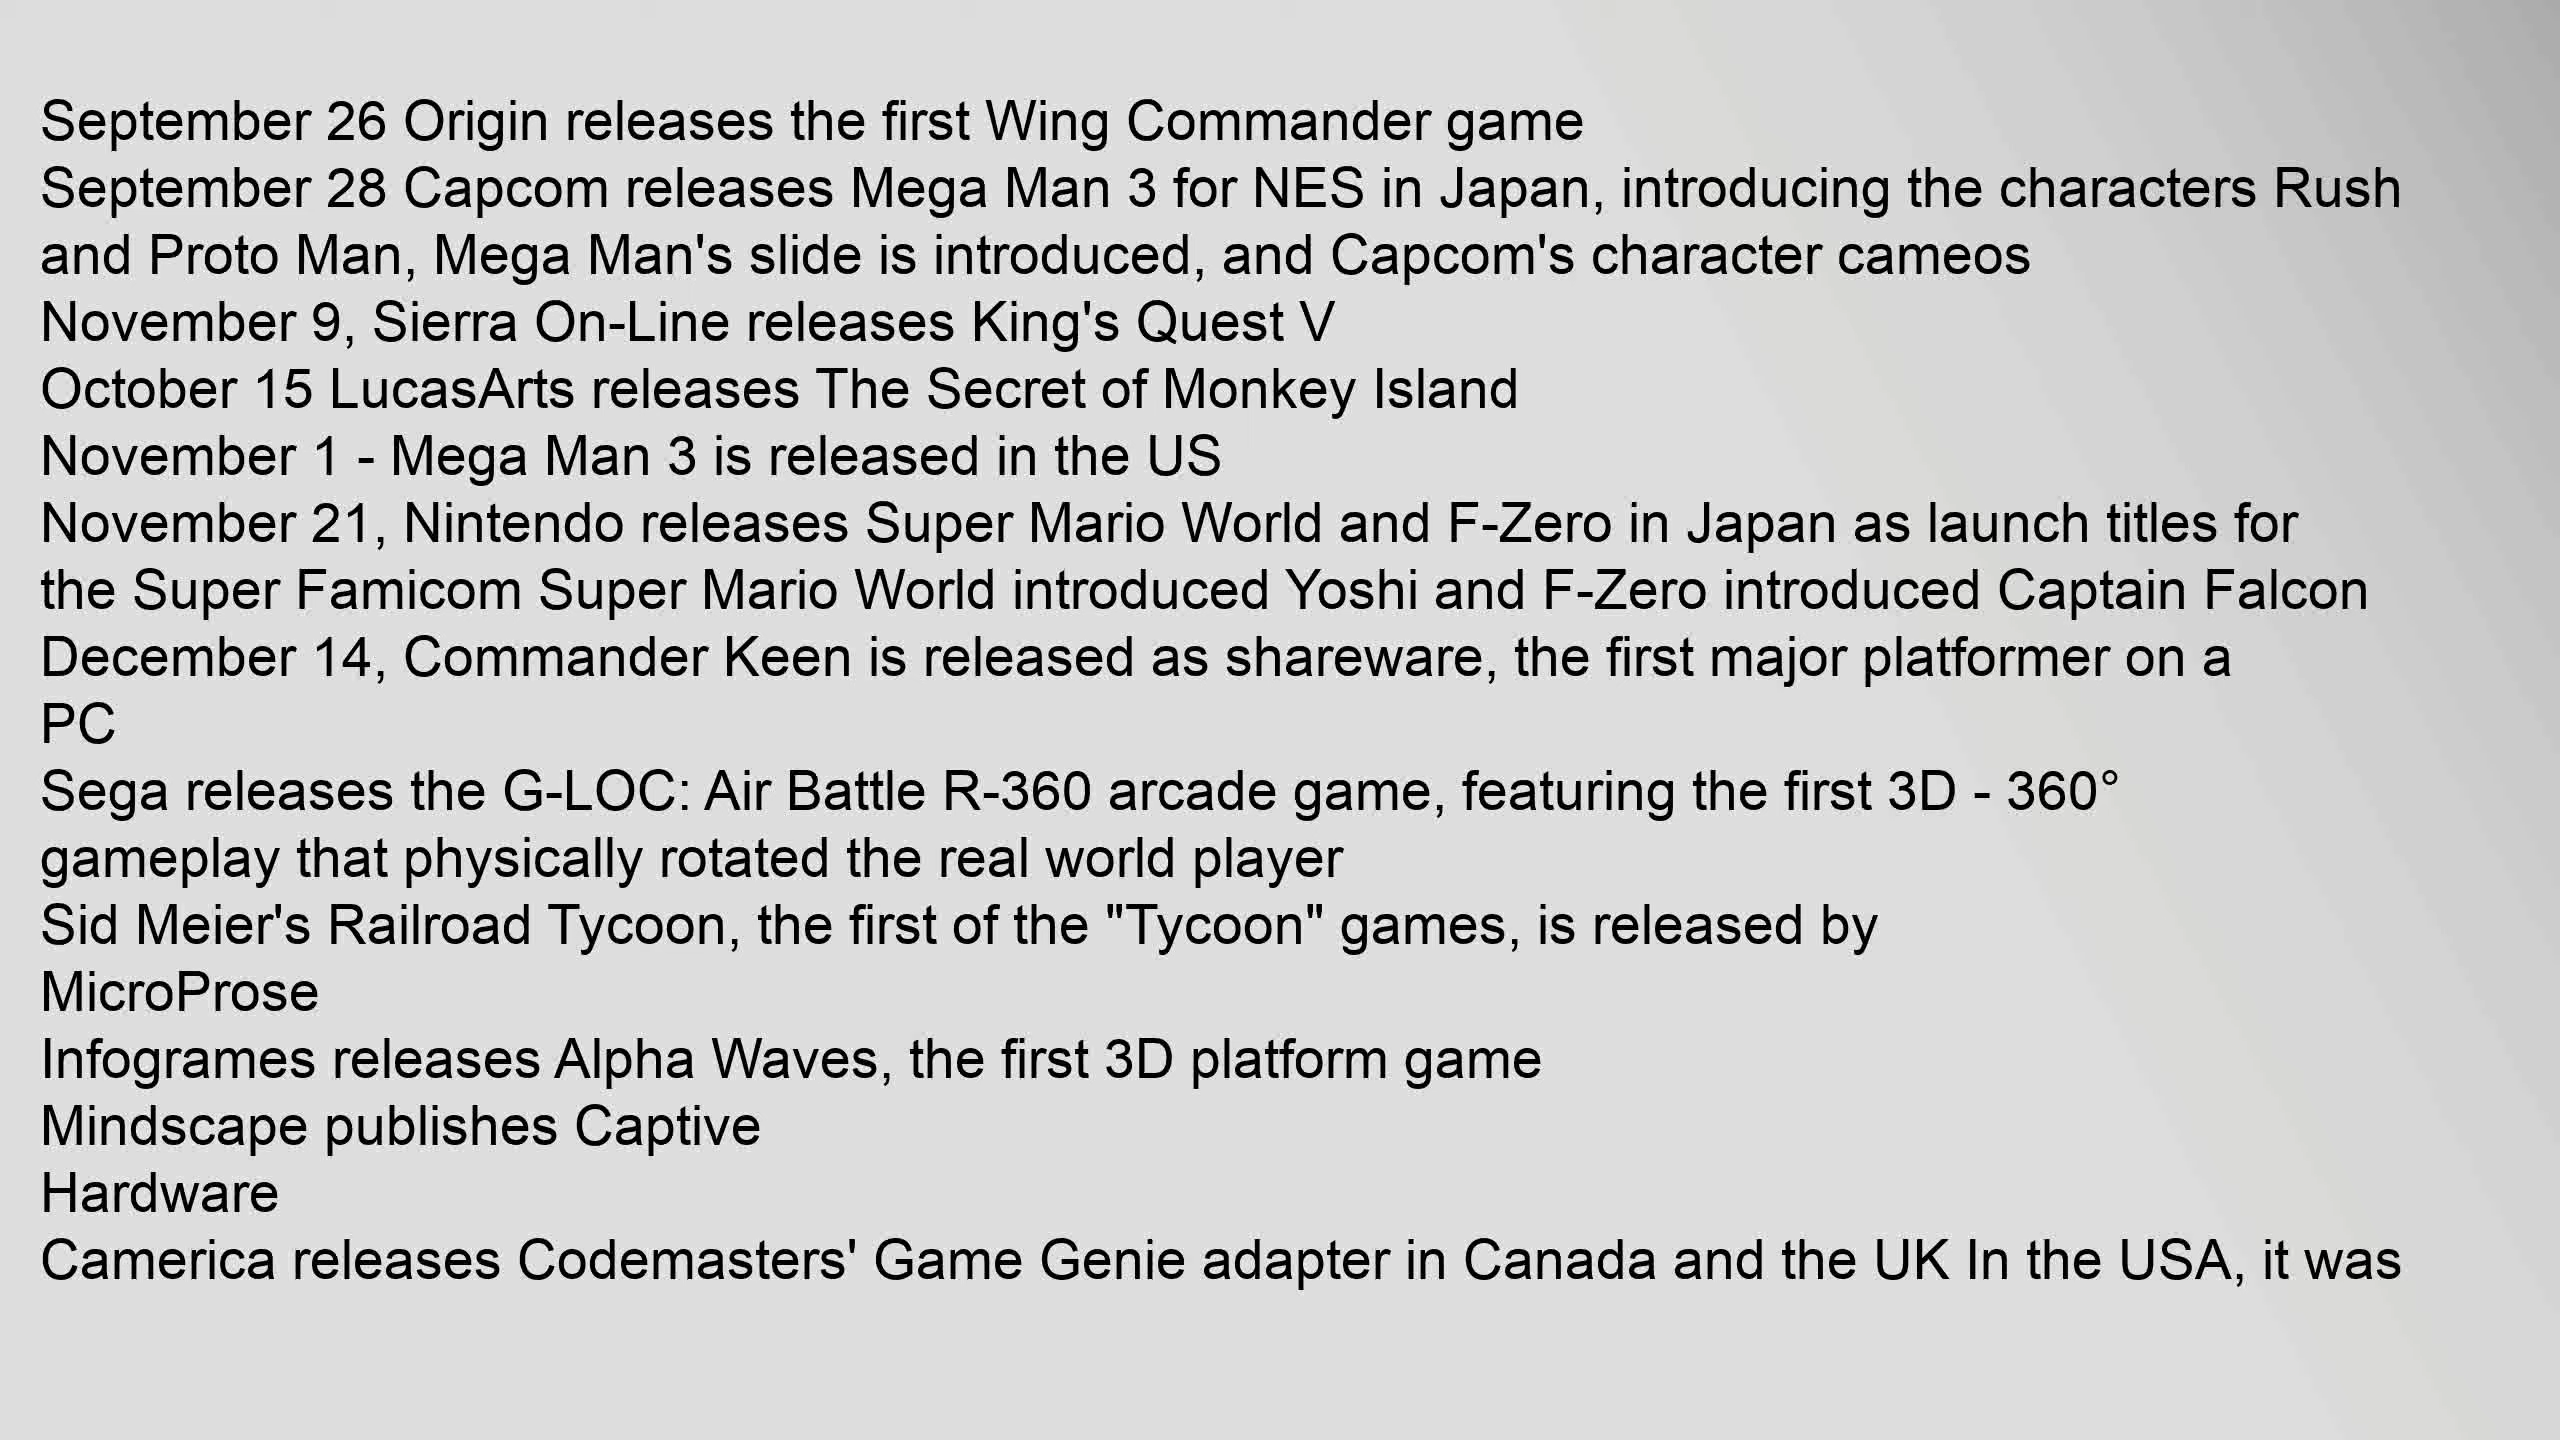 September 26 Origin releases the first Wing Commander game
September 28 Capcom releases Mega Man 3 for NES in Japan, introducing the characters Rush
and Proto Man, Mega Man's slide is introduced, and Capcom's character cameos
November 9, Sierra On-Line releases King's Quest V
October 15 LucasArts releases The Secret of Monkey Island
November 1 - Mega Man 3 is released in the US
November 21, Nintendo releases Super Mario World and F-Zero in Japan as launch titles for
the Super Famicom Super Mario World introduced Yoshi and F-Zero introduced Captain Falcon
December 14, Commander Keen is released as shareware, the first major platformer on a
PC
Sega releases the G-LOC: Air Battle R-360 arcade game, featuring the first 3D - 360°
gameplay that physically rotated the real world player
Sid Meier's Railroad Tycoon, the first of the "Tycoon" games, is released by
MicroProse
Infogrames releases Alpha Waves, the first 3D platform game
Mindscape publishes Captive
Hardware
Camerica releases Codemasters' Game Genie adapter in Canada and the UK In the USA, it was